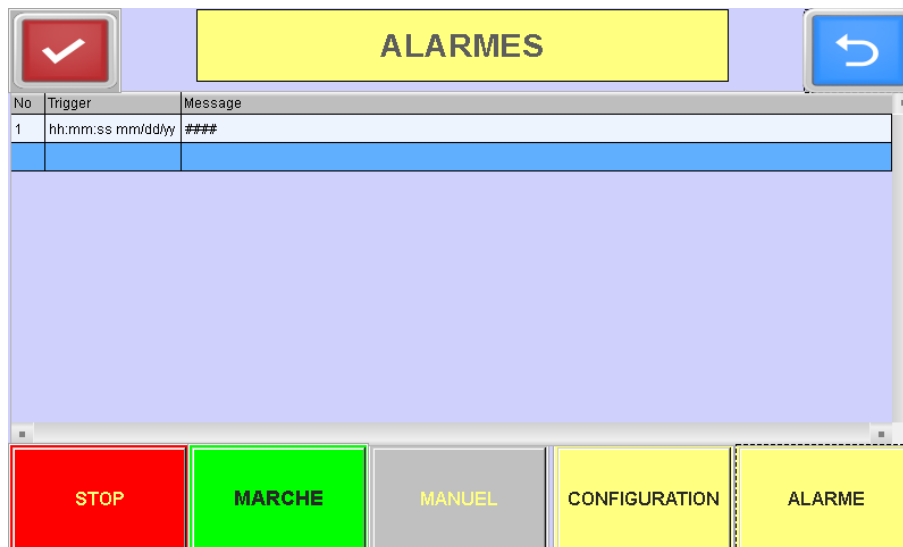 ALARMES
No Trigger Message
1 hh:mm:ss mm/dd/yy ####
STOP MARCHE MANUEL CONFIGURATION ALARME